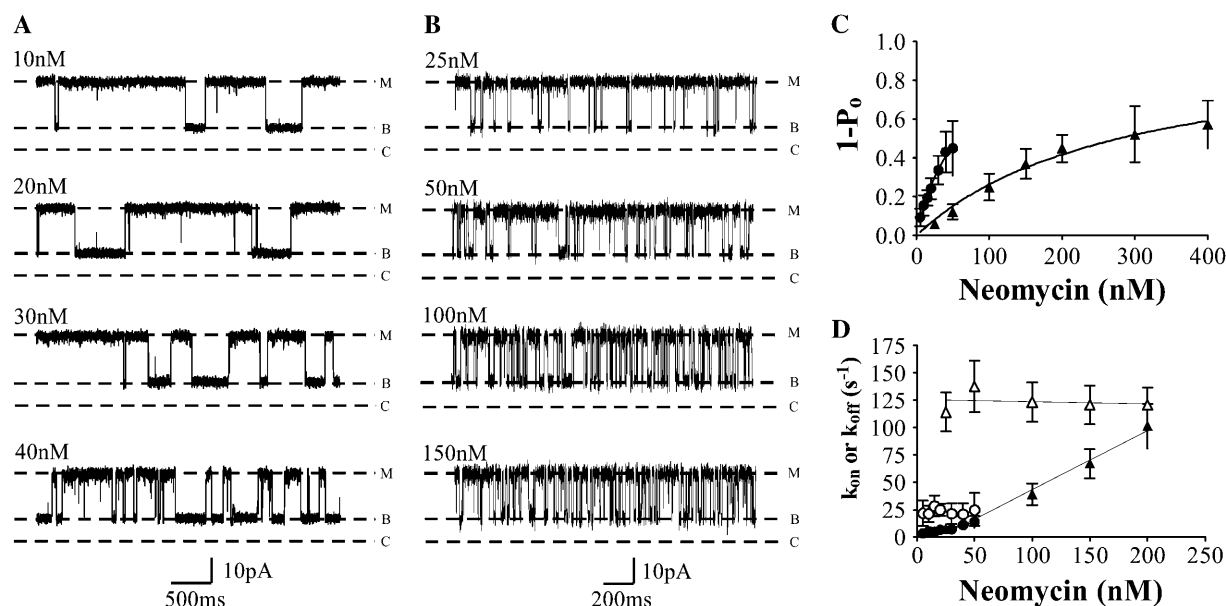 A
10nM
M
B
C
20nM
M
B
C
30nM
M
B
C
40nM
M
B
C
10pA
500ms
B
25nM
M
B
C
50nM
M
B
C
100nM
M
B
C
150nM
M
B
C
10pA
200ms
C
1-Po
1.0
0.8
0.6
0.4
0.2
0.0
0 100 200 300 400
Neomycin (nM)
D
kon or koff (s-1)
175
150
125
100
75
50
25
0
0 50 100 150 200 250
Neomycin (nM)